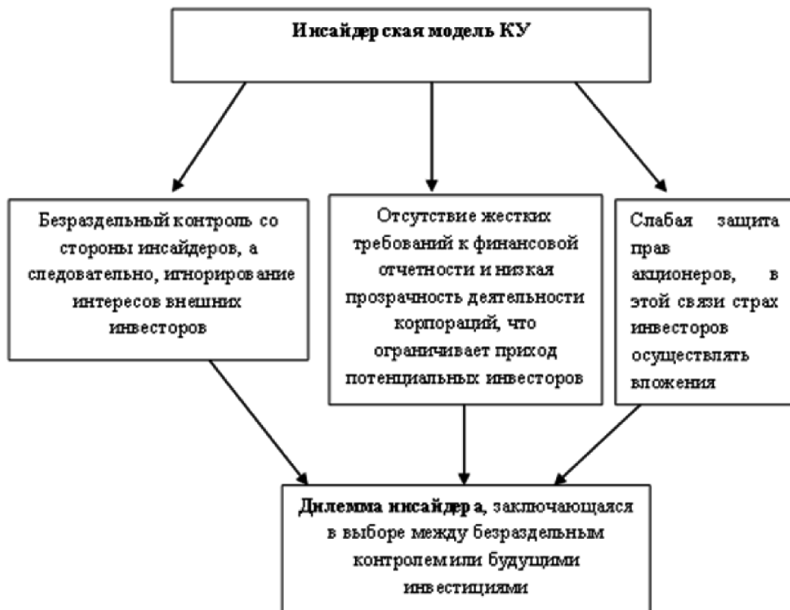 Инсайдерская модель КУ
Безраздельный контроль со
стороны инсайдеров, а
следовательно, игнорирование
интересов внешних
инвесторов
Отсутствие жестких
требований к финансовой
отчетности и низкая
прозрачность деятельности
корпораций, что
ограничивает приход
потенциальных инвесторов
Слабая защита
прав
акционеров, в
этой связи страх
инвесторов
осуществлять
вложения
Дилемма инсайдера, заключающаяся
в выборе между безраздельным
контролем или будущими
инвестициями